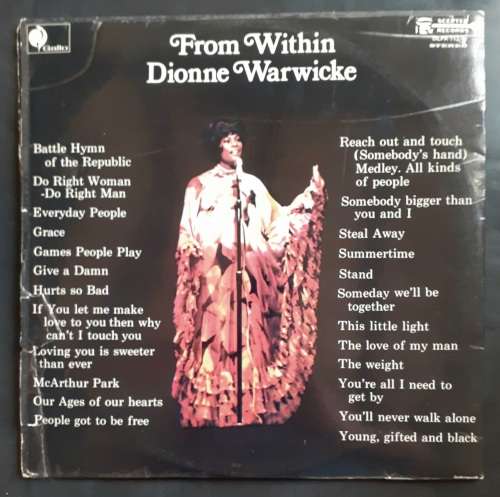 Gallo
SCEPTER
RECORDS
STEREO
From Within
Dionne Warwicke
Battle Hymn
of the Republic
Do Right Woman
-Do Right Man
Everyday People
Grace
Games People Play
Give a Damn
Hurts so Bad
If You let me make
love to you then why
can't I touch you
Loving you is sweeter
than ever
McArthur Park
Our Ages of our hearts
People got to be free
Reach out and touch
(Somebody's hand)
Medley. All kinds
of people
Somebody bigger than
you and I
Steal Away
Summertime
Stand
Someday we'll be
together
This little light
The love of my man
The weight
You're all I need to
get by
You'll never walk alone
Young, gifted and black